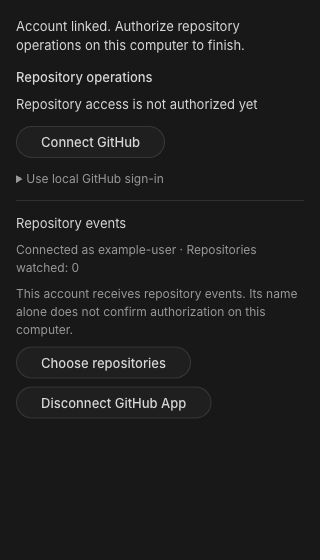 Account linked. Authorize repository
operations on this computer to finish.
Repository operations
Repository access is not authorized yet
Connect GitHub
Use local GitHub sign-in
Repository events
Connected as example-user · Repositories
watched: 0
This account receives repository events. Its name
alone does not confirm authorization on this
computer.
Choose repositories
Disconnect GitHub App